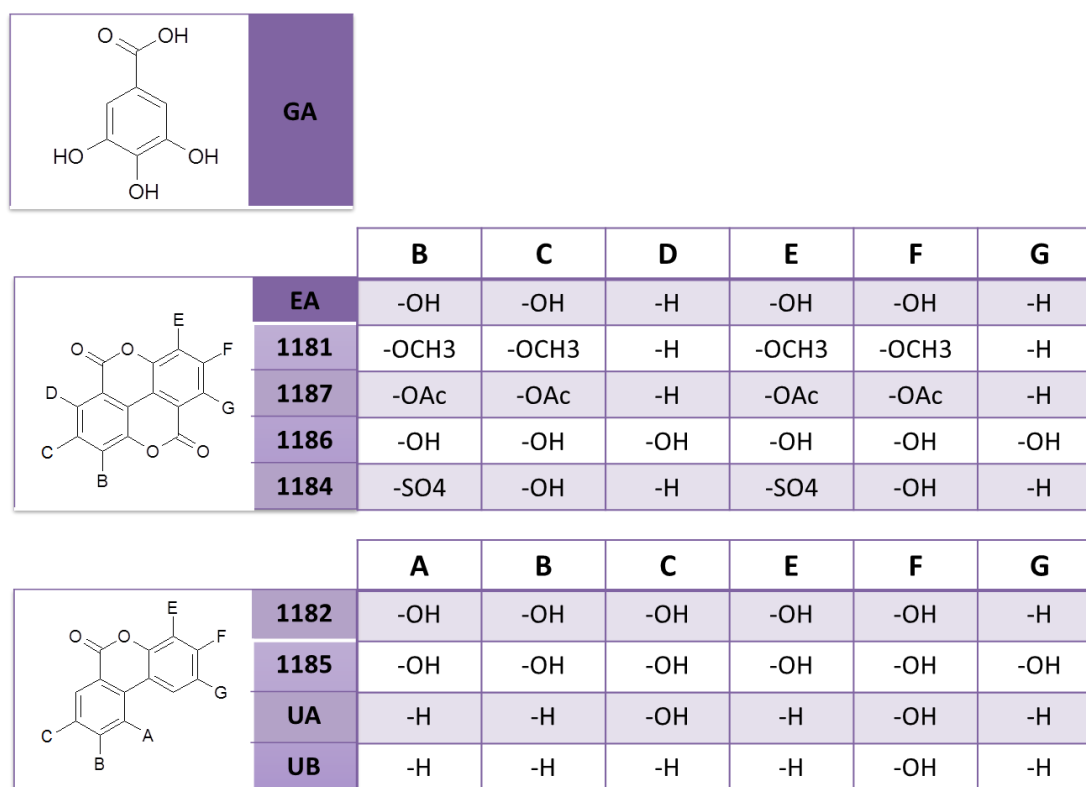 O OH
GA
HO OH
OH
B C D E F G
EA -OH -OH -H -OH -OH -H
1181 -OCH3 -OCH3 -H -OCH3 -OCH3 -H
1187 -OAc -OAc -H -OAc -OAc -H
1186 -OH -OH -OH -OH -OH -OH
1184 -SO4 -OH -H -SO4 -OH -H
E
O O F
D
G
C O O
B
A B C E F G
1182 -OH -OH -OH -OH -OH -H
1185 -OH -OH -OH -OH -OH -OH
UA -H -H -OH -H -OH -H
UB -H -H -H -H -OH -H
E
O O F
G
C A
B